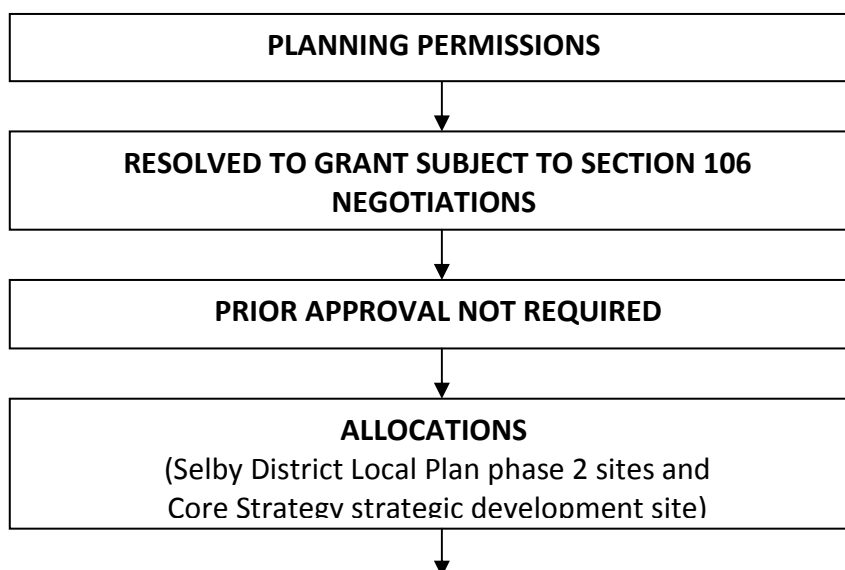 PLANNING PERMISSIONS
RESOLVED TO GRANT SUBJECT TO SECTION 106
NEGOTIATIONS
PRIOR APPROVAL NOT REQUIRED
ALLOCATIONS
(Selby District Local Plan phase 2 sites and
Core Strategy strategic development site)